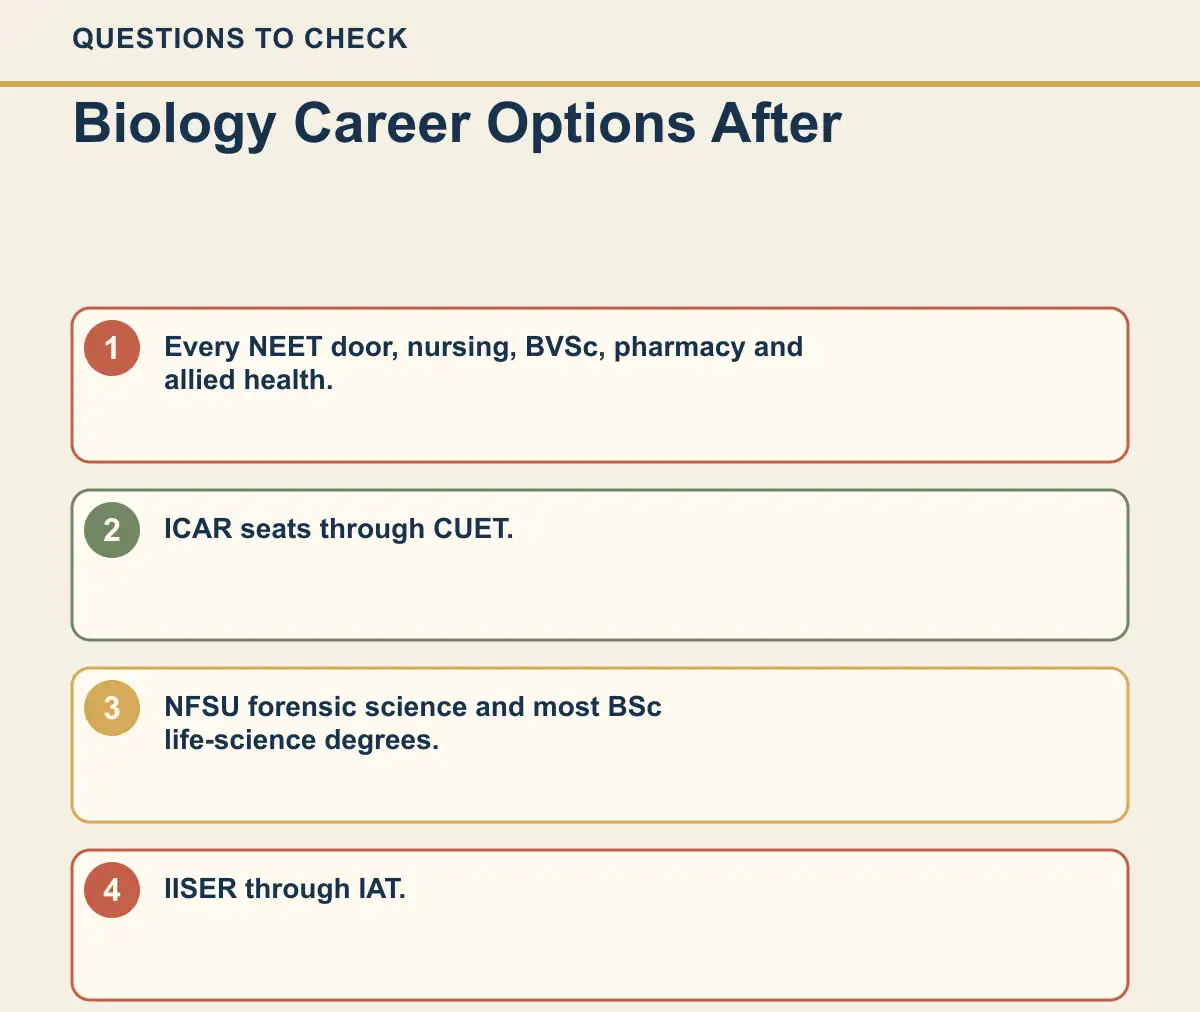 QUESTIONS TO CHECK
Biology Career Options After
1
Every NEET door, nursing, BVSc, pharmacy and
allied health.
2
ICAR seats through CUET.
3
NFSU forensic science and most BSc
life-science degrees.
4
IISER through IAT.